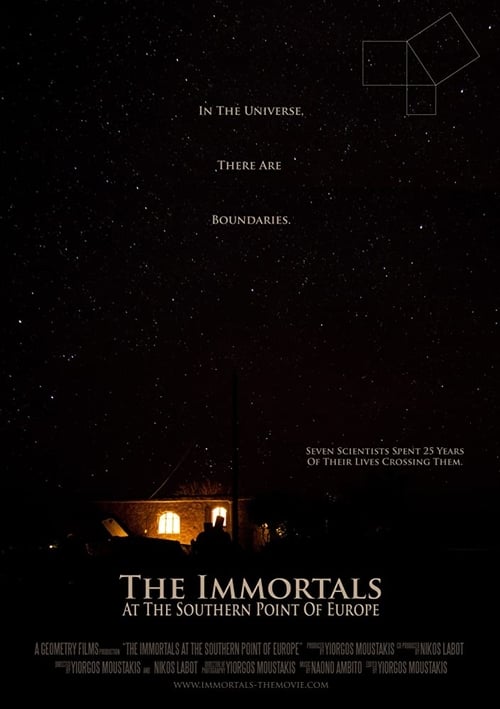 In The Universe,
There Are
Boundaries.
Seven Scientists Spent 25 Years
Of Their Lives Crossing Them.
The Immortals
At The Southern Point Of Europe
A GEOMETRY FILMS PRODUCTION "THE IMMORTALS AT THE SOUTHERN POINT OF EUROPE" PRODUCED BY YIORGOS MOUSTAKIS CO-PRODUCED BY NIKOS LABOT
DIRECTED BY YIORGOS MOUSTAKIS AND NIKOS LABOT DIRECTOR OF PHOTOGRAPHY YIORGOS MOUSTAKIS MUSIC BY NAONO AMBITO EDITED BY YIORGOS MOUSTAKIS
WWW.IMMORTALS-THEMOVIE.COM